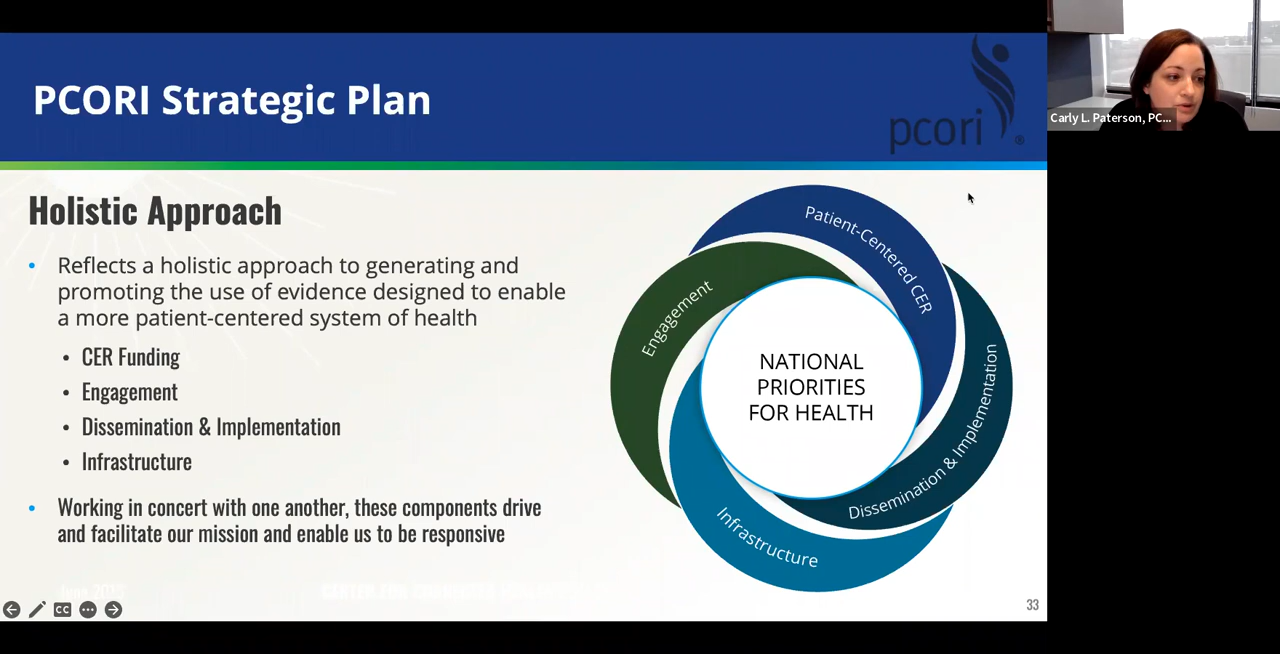 PCORI Strategic Plan
pcori®
Carly L. Paterson, PC...
Holistic Approach
• Reflects a holistic approach to generating and
promoting the use of evidence designed to enable
a more patient-centered system of health
• CER Funding
• Engagement
• Dissemination & Implementation
• Infrastructure
• Working in concert with one another, these components drive
and facilitate our mission and enable us to be responsive
Patient-Centered CER
Engagement
NATIONAL
PRIORITIES
FOR HEALTH
Dissemination & Implementation
Infrastructure
CC
33